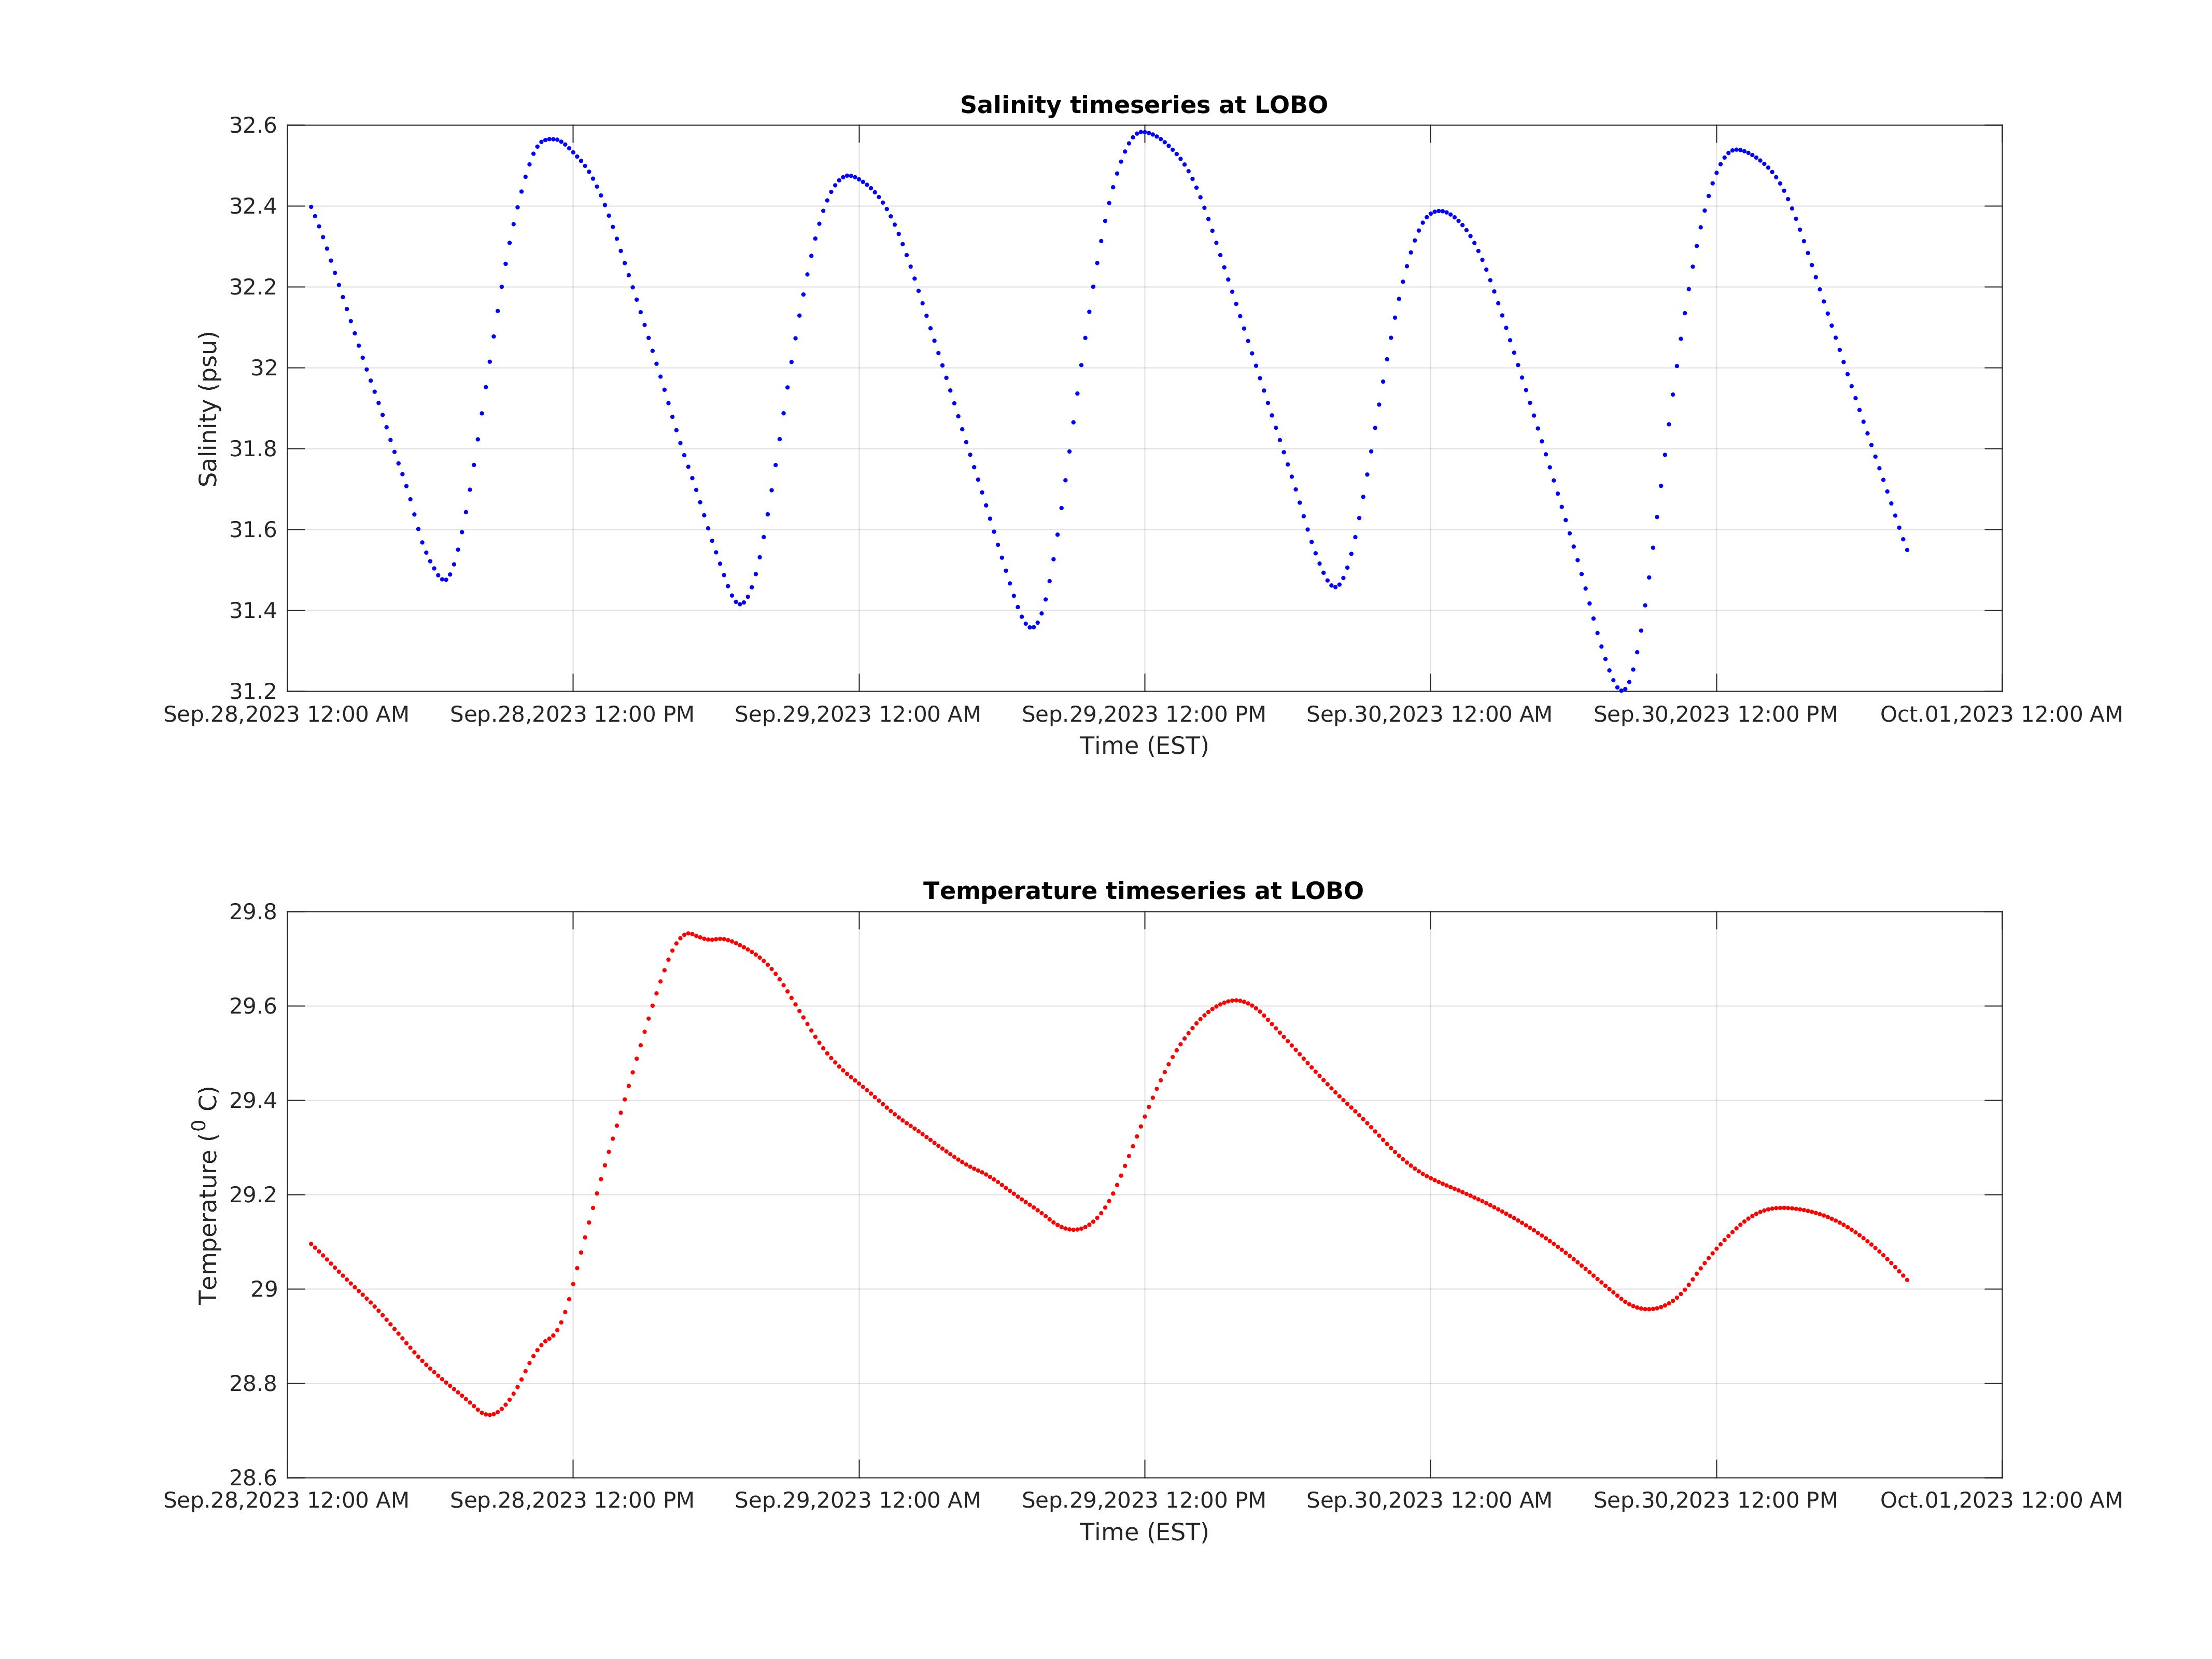 Salinity timeseries at LOBO
32.6
32.4
32.2
32
31.8
31.6
31.4
31.2
Salinity (psu)
Sep.28,2023 12:00 AM Sep.28,2023 12:00 PM Sep.29,2023 12:00 AM Sep.29,2023 12:00 PM Sep.30,2023 12:00 AM Sep.30,2023 12:00 PM Oct.01,2023 12:00 AM
Time (EST)
Temperature timeseries at LOBO
29.8
29.6
29.4
29.2
29
28.8
28.6
Temperature (⁰ C)
Sep.28,2023 12:00 AM Sep.28,2023 12:00 PM Sep.29,2023 12:00 AM Sep.29,2023 12:00 PM Sep.30,2023 12:00 AM Sep.30,2023 12:00 PM Oct.01,2023 12:00 AM
Time (EST)